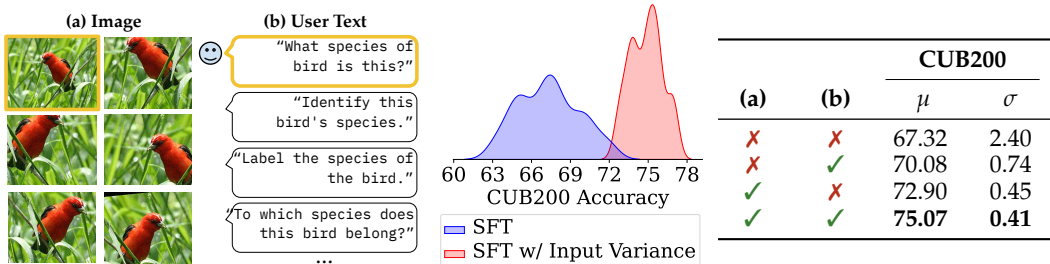 (a) Image
(b) User Text
"What species of
bird is this?"
"Identify this
bird's species."
"Label the species of
the bird."
"To which species does
this bird belong?"
...
60 63 66 69 72 75 78
CUB200 Accuracy
SFT
SFT w/ Input Variance
CUB200
(a) (b) μ σ
✗ ✗ 67.32 2.40
✗ ✓ 70.08 0.74
✓ ✗ 72.90 0.45
✓ ✓ 75.07 0.41